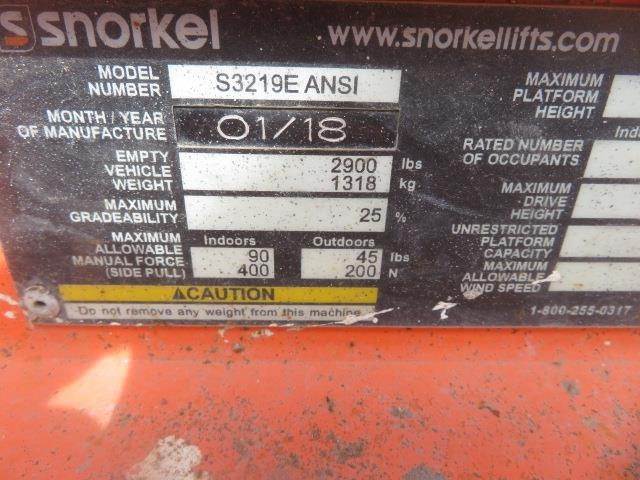 S snorkel
www.snorkellifts.com
MODEL NUMBER S3219E ANSI
MONTH / YEAR OF MANUFACTURE 01/18
EMPTY VEHICLE WEIGHT 2900 lbs
1318 kg
MAXIMUM GRADEABILITY 25 %
MAXIMUM ALLOWABLE MANUAL FORCE (SIDE PULL)
Indoors Outdoors
90 45 lbs
400 200 N
CAUTION
Do not remove any weight from this machine
MAXIMUM PLATFORM HEIGHT
RATED NUMBER OF OCCUPANTS
MAXIMUM DRIVE HEIGHT
UNRESTRICTED PLATFORM CAPACITY
MAXIMUM ALLOWABLE WIND SPEED
1-800-255-0317